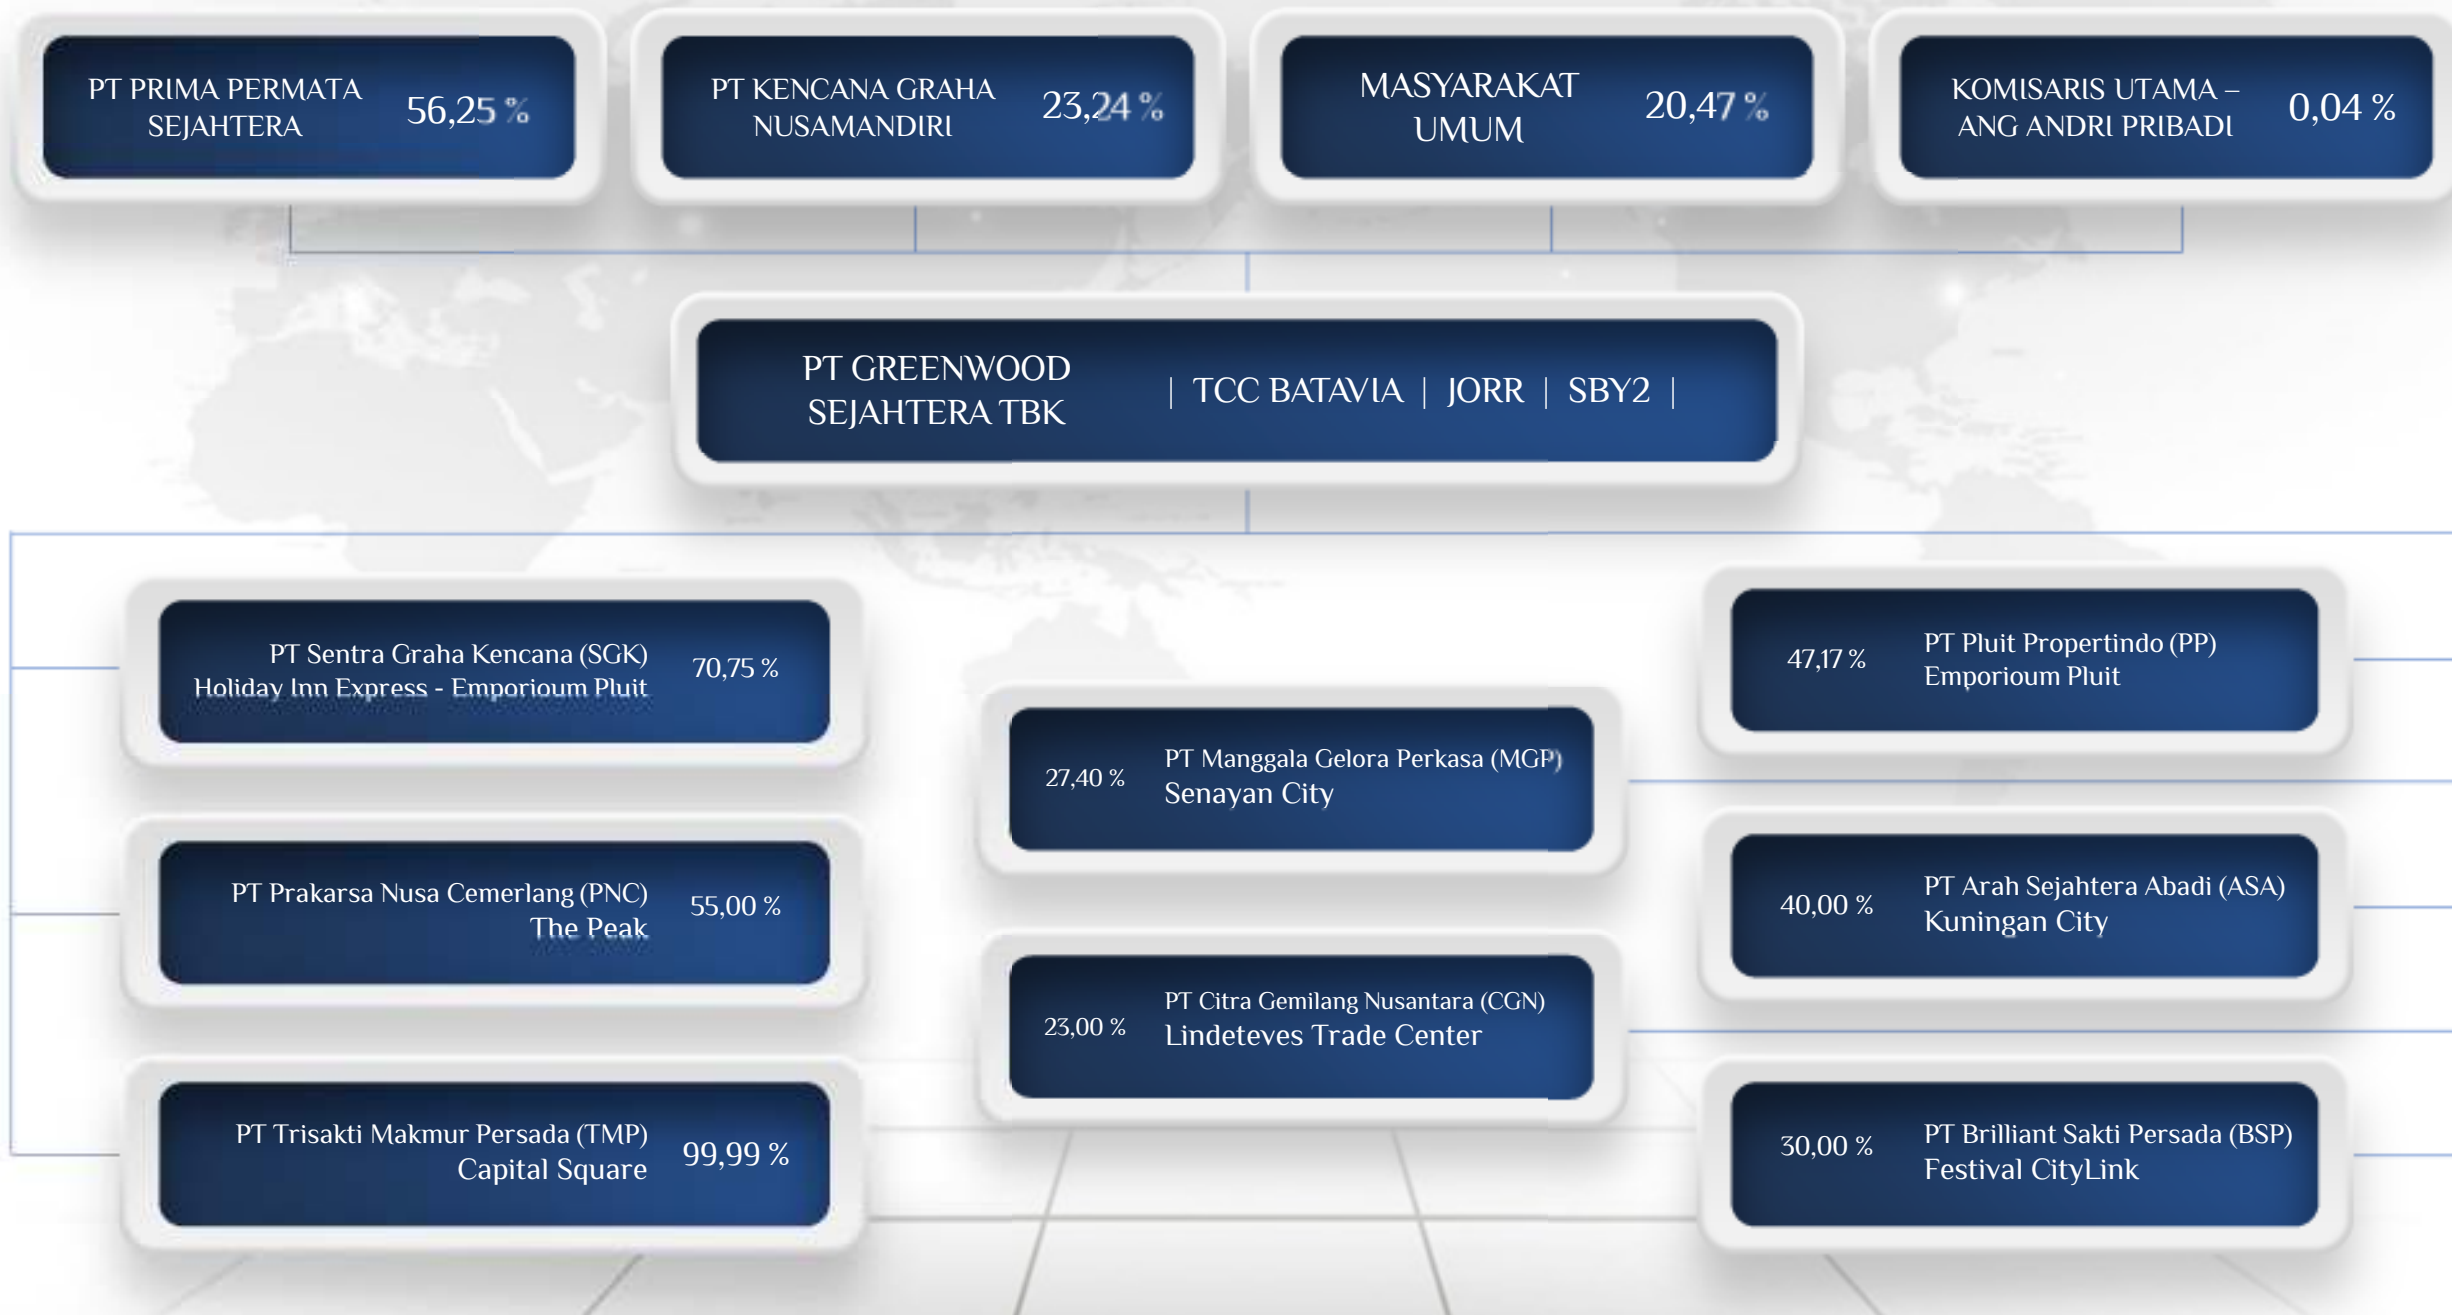 PT PRIMA PERMATA
SEJAHTERA
56,25 %
PT KENCANA GRAHA
NUSAMANDIRI
23,24 %
MASYARAKAT
UMUM
20,47 %
KOMISARIS UTAMA –
ANG ANDRI PRIBADI
0,04 %
PT GREENWOOD
SEJAHTERA TBK
| TCC BATAVIA | JORR | SBY2 |
PT Sentra Graha Kencana (SGK)
Holiday Inn Express - Emporioum Pluit
70,75 %
PT Prakarsa Nusa Cemerlang (PNC)
The Peak
55,00 %
PT Trisakti Makmur Persada (TMP)
Capital Square
99,99 %
27,40 %
PT Manggala Gelora Perkasa (MGP)
Senayan City
23,00 %
PT Citra Gemilang Nusantara (CGN)
Lindeteves Trade Center
47,17 %
PT Pluit Propertindo (PP)
Emporioum Pluit
40,00 %
PT Arah Sejahtera Abadi (ASA)
Kuningan City
30,00 %
PT Brilliant Sakti Persada (BSP)
Festival CityLink